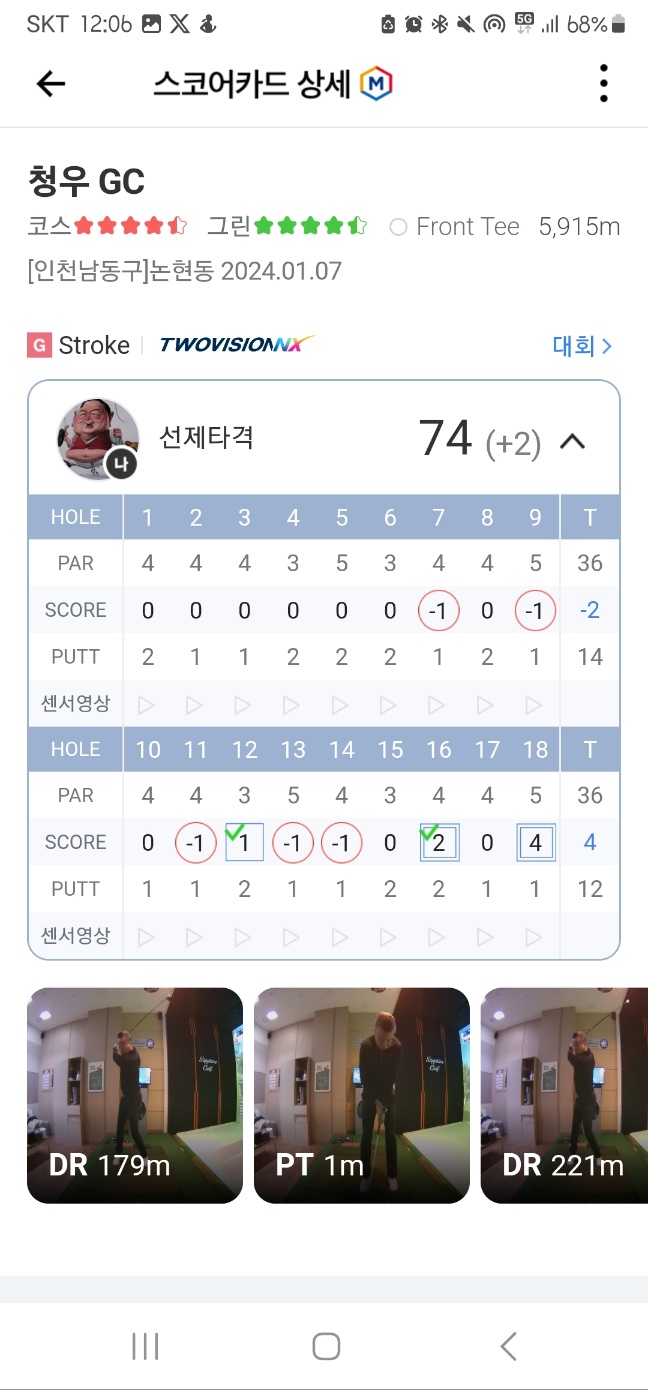 SKT 12:06 5G 68%
스코어카드 상세 M
청우 GC
코스 그린 Front Tee 5,915m
[인천남동구]논현동 2024.01.07
G Stroke TWOVISIONNX 대회
나 선제타격 74 (+2)
HOLE 1 2 3 4 5 6 7 8 9 T
PAR 4 4 4 3 5 3 4 4 5 36
SCORE 0 0 0 0 0 0 -1 0 -1 -2
PUTT 2 1 1 2 2 2 1 2 1 14
센서영상
HOLE 10 11 12 13 14 15 16 17 18 T
PAR 4 4 3 5 4 3 4 4 5 36
SCORE 0 -1 1 -1 -1 0 2 0 4 4
PUTT 1 1 2 1 1 2 2 1 1 12
센서영상
DR 179m
PT 1m
DR 221m